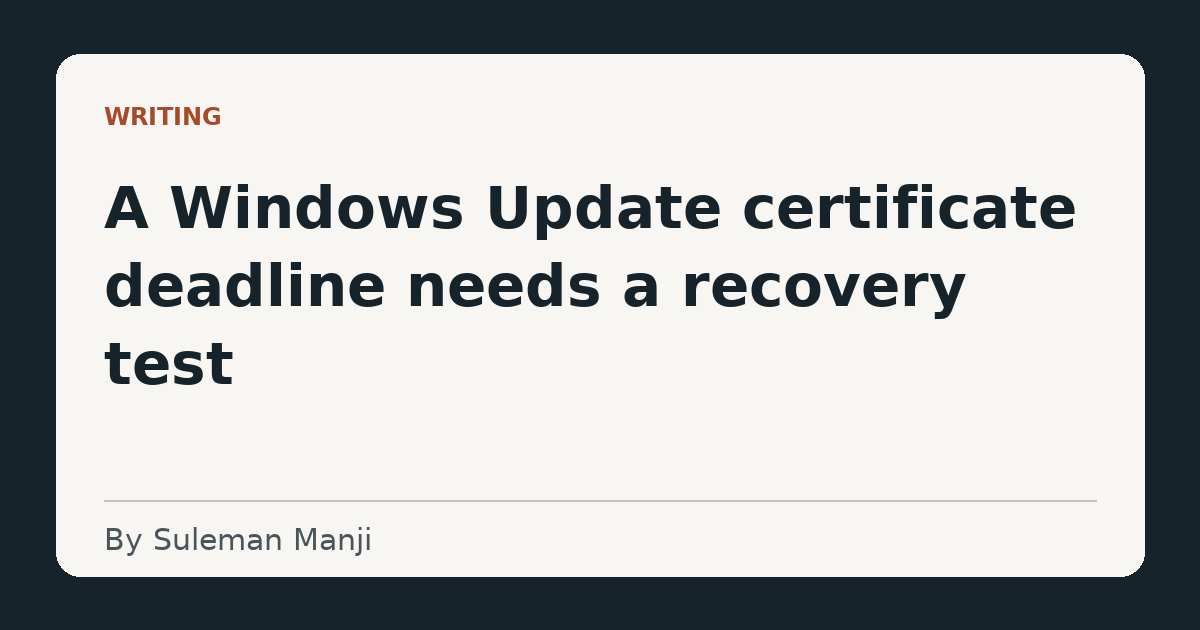 WRITING
A Windows Update certificate
deadline needs a recovery
test
By Suleman Manji